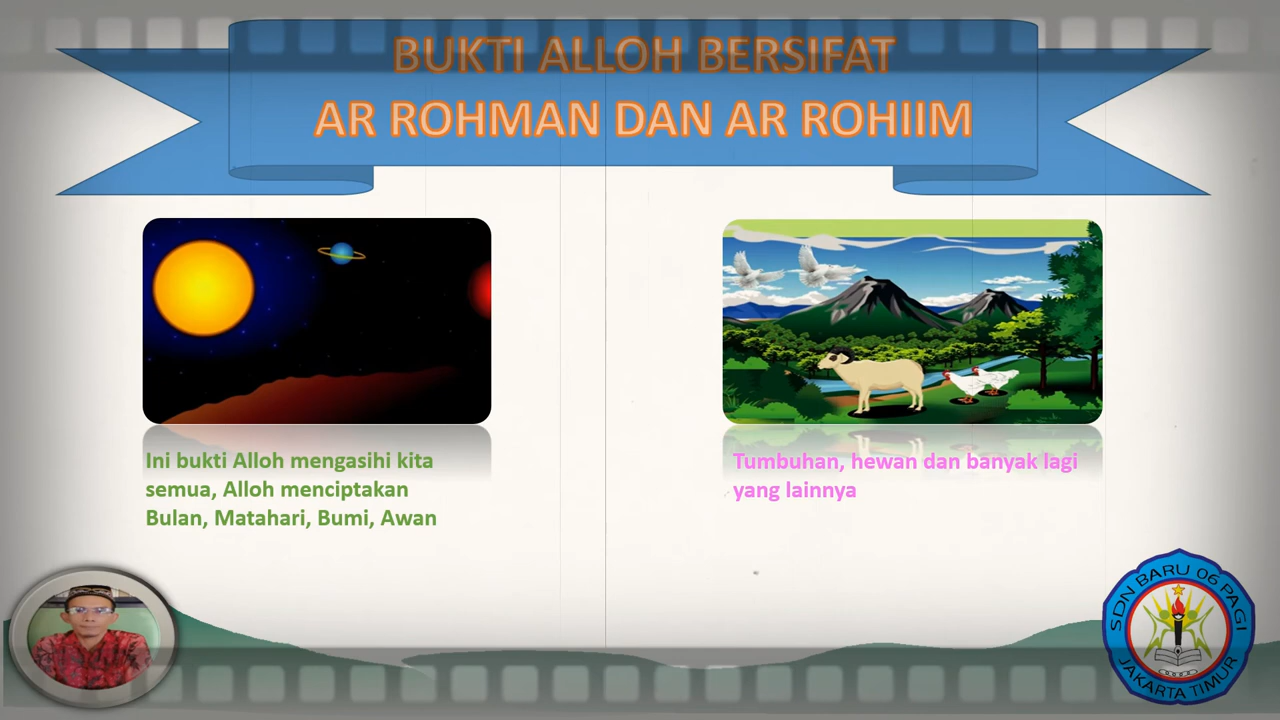 BUKTI ALLOH BERSIFAT
AR ROHMAN DAN AR ROHIIM
Ini bukti Alloh mengasihi kita
semua, Alloh menciptakan
Bulan, Matahari, Bumi, Awan
Tumbuhan, hewan dan banyak lagi
yang lainnya
SDN BARU 06 PAGI
JAKARTA TIMUR